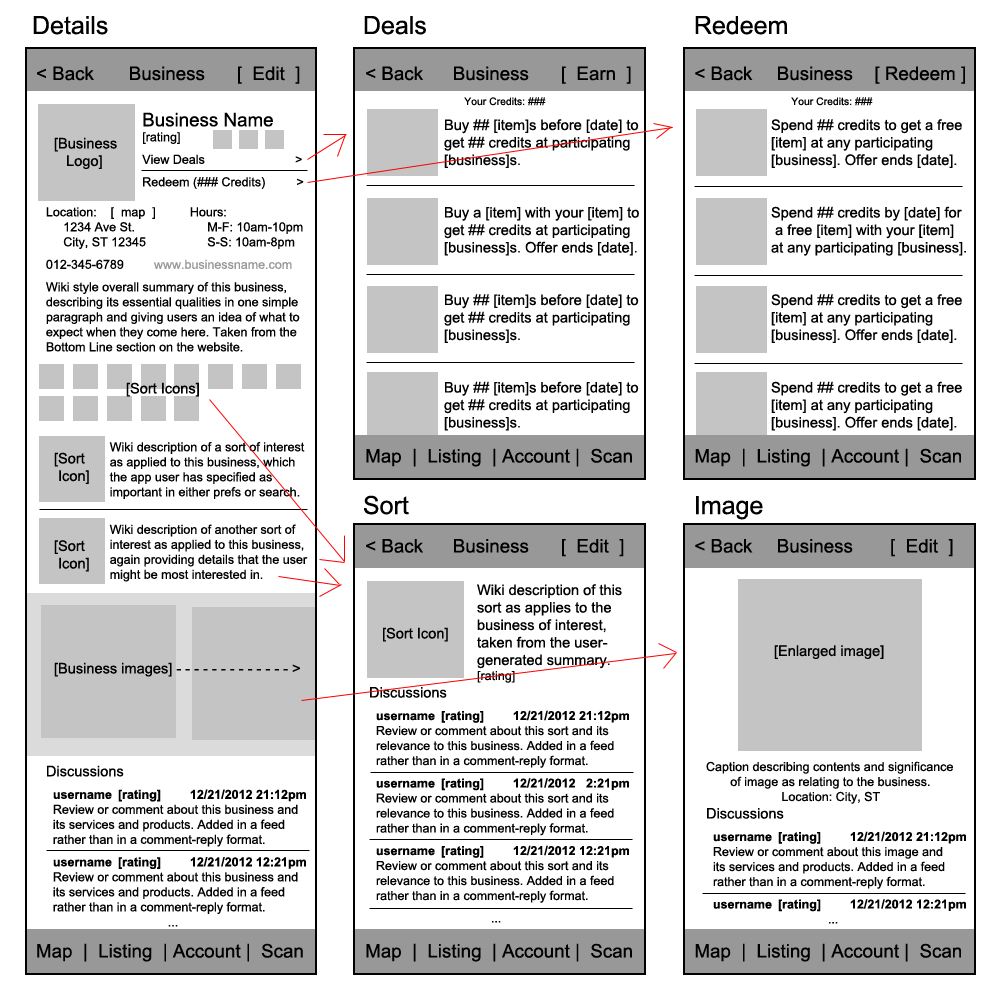 Details
< Back Business [ Edit ]
[Business
Logo]
Business Name
[rating]
View Deals >
Redeem (### Credits) >
Location: [ map ] Hours:
1234 Ave St. M-F: 10am-10pm
City, ST 12345 S-S: 10am-8pm
012-345-6789 www.businessname.com
Wiki style overall summary of this business,
describing its essential qualities in one simple
paragraph and giving users an idea of what to
expect when they come here. Taken from the
Bottom Line section on the website.
[Sort Icons]
[Sort
Icon]
Wiki description of a sort of interest
as applied to this business, which
the app user has specified as
important in either prefs or search.
[Sort
Icon]
Wiki description of another sort of
interest as applied to this business,
again providing details that the user
might be most interested in.
[Business images] - - - - - - - - - - - - >
Discussions
username [rating] 12/21/2012 21:12pm
Review or comment about this business and
its services and products. Added in a feed
rather than in a comment-reply format.
username [rating] 12/21/2012 12:21pm
Review or comment about this business and
its services and products. Added in a feed
rather than in a comment-reply format.
...
Map | Listing | Account | Scan
Deals
< Back Business [ Earn ]
Your Credits: ###
Buy ## [item]s before [date] to
get ## credits at participating
[business]s.
Buy a [item] with your [item] to
get ## credits at participating
[business]s. Offer ends [date].
Buy ## [item]s before [date] to
get ## credits at participating
[business]s.
Buy ## [item]s before [date] to
get ## credits at participating
[business]s.
Map | Listing | Account | Scan
Redeem
< Back Business [ Redeem ]
Your Credits: ###
Spend ## credits to get a free
[item] at any participating
[business]. Offer ends [date].
Spend ## credits by [date] for
a free [item] with your [item]
at any participating [business].
Spend ## credits to get a free
[item] at any participating
[business]. Offer ends [date].
Spend ## credits to get a free
[item] at any participating
[business]. Offer ends [date].
Map | Listing | Account | Scan
Sort
< Back Business [ Edit ]
[Sort Icon]
Wiki description of this
sort as applies to the
business of interest,
taken from the user-
generated summary.
[rating]
Discussions
username [rating] 12/21/2012 21:12pm
Review or comment about this sort and its
relevance to this business. Added in a feed
rather than in a comment-reply format.
username [rating] 12/21/2012 2:21pm
Review or comment about this sort and its
relevance to this business. Added in a feed
rather than in a comment-reply format.
username [rating] 12/21/2012 12:21pm
Review or comment about this sort and its
relevance to this business. Added in a feed
rather than in a comment-reply format.
...
Map | Listing | Account | Scan
Image
< Back Business [ Edit ]
[Enlarged image]
Caption describing contents and significance
of image as relating to the business.
Location: City, ST
Discussions
username [rating] 12/21/2012 21:12pm
Review or comment about this image and
its services and products. Added in a feed
rather than in a comment-reply format.
username [rating] 12/21/2012 12:21pm
...
Map | Listing | Account | Scan